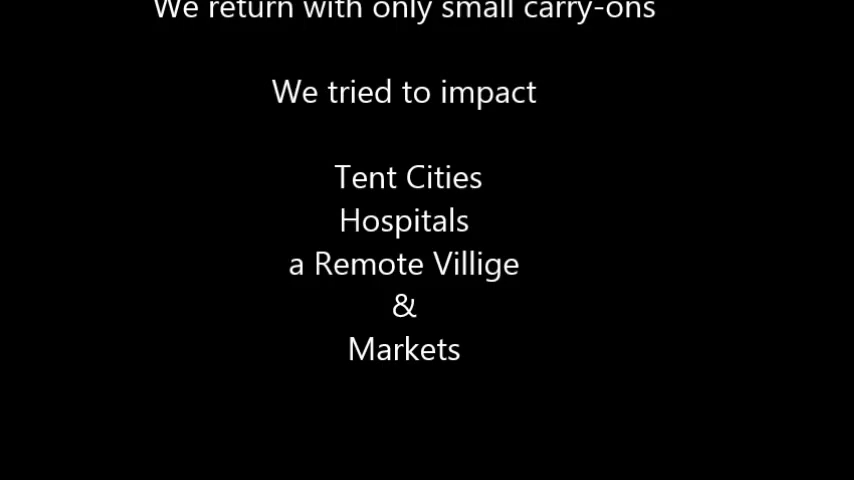 We return with only small carry-ons
We tried to impact
Tent Cities
Hospitals
a Remote Villige
&
Markets